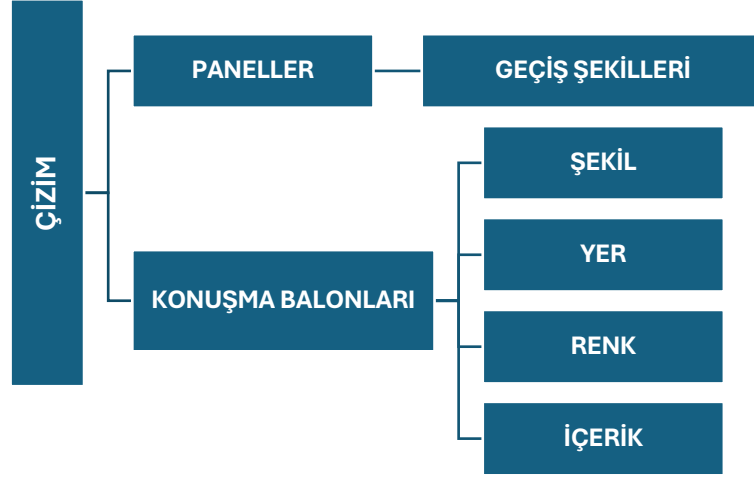 ÇİZİM
PANELLER
GEÇİŞ ŞEKİLLERİ
KONUŞMA BALONLARI
ŞEKİL
YER
RENK
İÇERİK